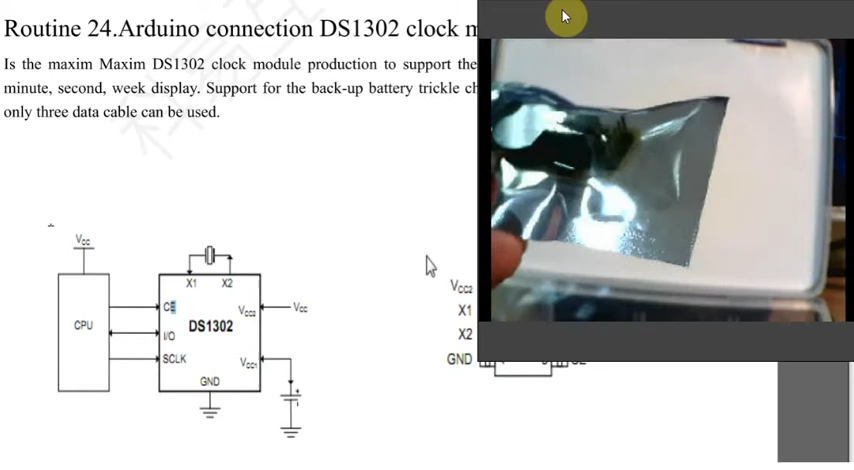 Routine 24.Arduino connection DS1302 clock
Is the maxim Maxim DS1302 clock module production to support the
minute, second, week display. Support for the back-up battery trickle
only three data cable can be used.
Vcc
X1 X2
CE
Vcc2
Vcc
CPU
DS1302
I/O
SCLK
Vcc1
GND
Vcc2
X1
X2
GND